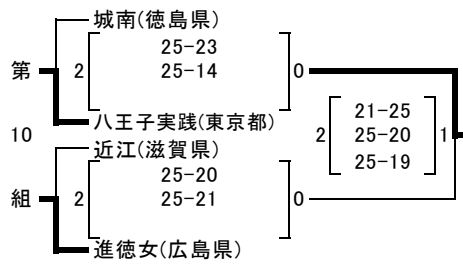 城南(徳島県)
25-23
第 2 25-14 0
八王子実践(東京都)
21-25
10 2 25-20 1
近江(滋賀県)
25-19
25-20
組 2 25-21 0
進徳女(広島県)